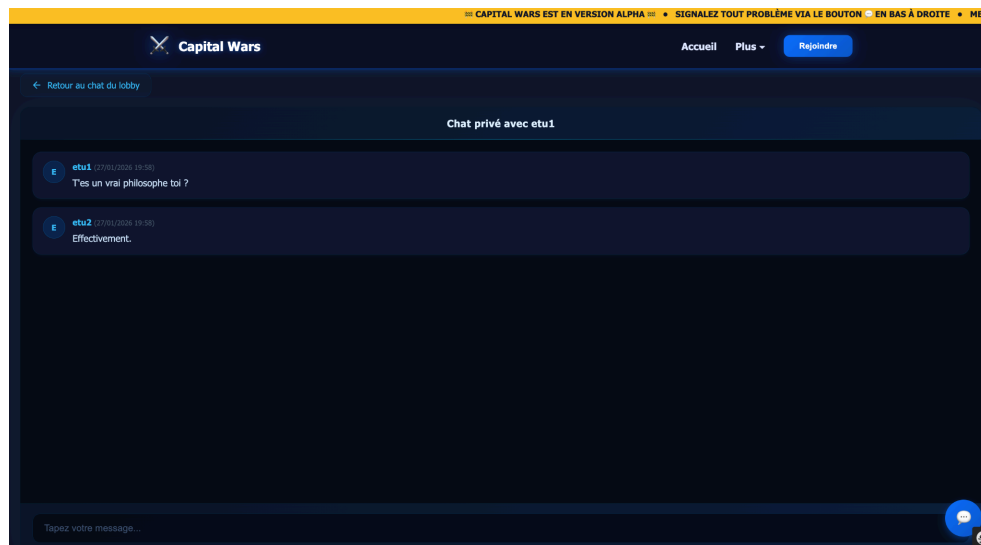 CAPITAL WARS EST EN VERSION ALPHA • SIGNALEZ TOUT PROBLÈME VIA LE BOUTON 💬 EN BAS À DROITE • ME
Capital Wars
Accueil Plus Rejoindre
← Retour au chat du lobby
Chat privé avec etu1
E
etu1 (27/01/2026 19:58)
T'es un vrai philosophe toi ?
E
etu2 (27/01/2026 19:58)
Effectivement.
Tapez votre message...